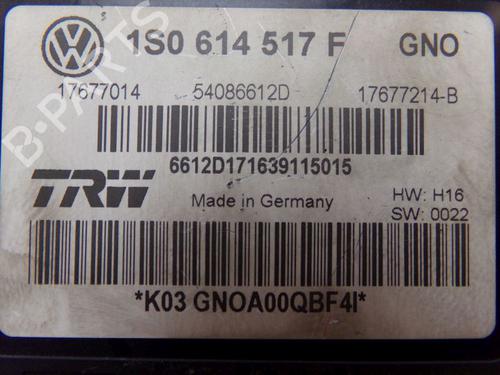 VW 1S0 614 517 F GNO
17677014 54086612D 17677214-B
6612D171639115015
TRW Made in Germany HW: H16
SW: 0022
*K03 GNOA00QBF4I*
B-PARTS